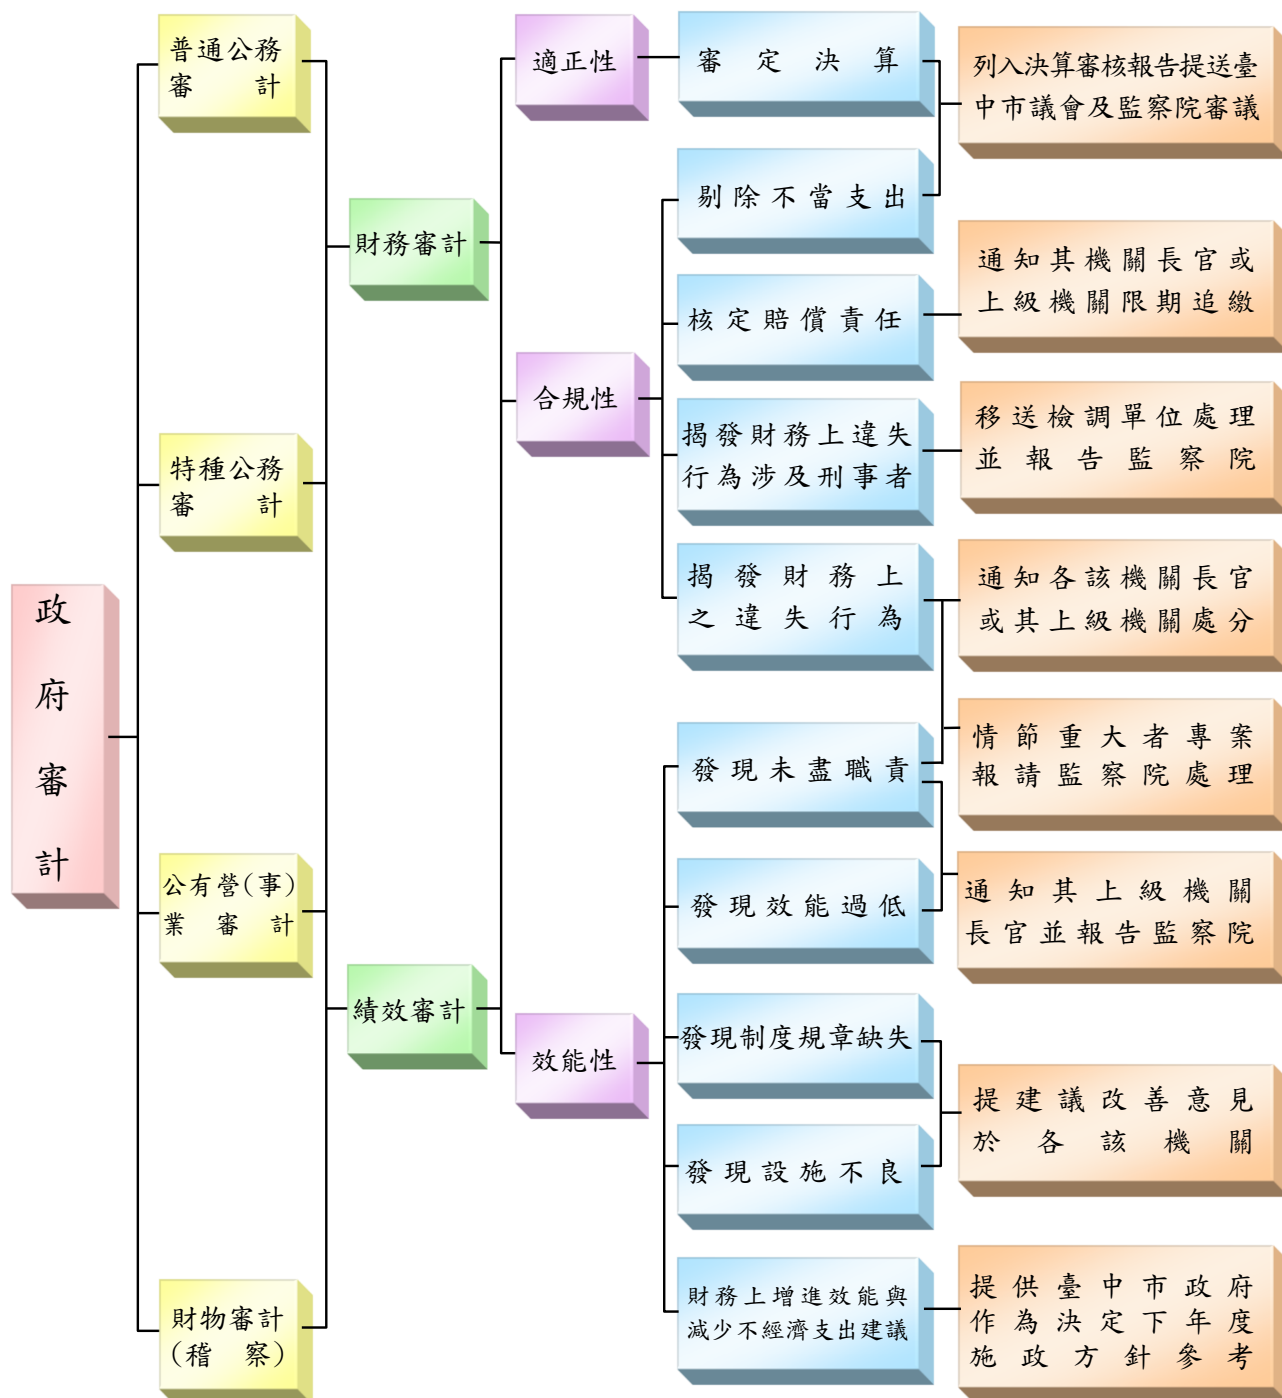 政
府
審
計
普通公務
審計
特種公務
審計
公有營(事)
業審計
財物審計
(稽察)
財務審計
績效審計
適正性
合規性
效能性
審定決算
剔除不當支出
核定賠償責任
揭發財務上違失
行為涉及刑事者
揭發財務上
之違失行為
發現未盡職責
發現效能過低
發現制度規章缺失
發現設施不良
財務上增進效能與
減少不經濟支出建議
列入決算審核報告提送臺
中市議會及監察院審議
通知其機關長官或
上級機關限期追繳
移送檢調單位處理
並報告監察院
通知各該機關長官
或其上級機關處分
情節重大者專案
報請監察院處理
通知其上級機關
長官並報告監察院
提建議改善意見
於各該機關
提供臺中市政府
作為決定下年度
施政方針參考